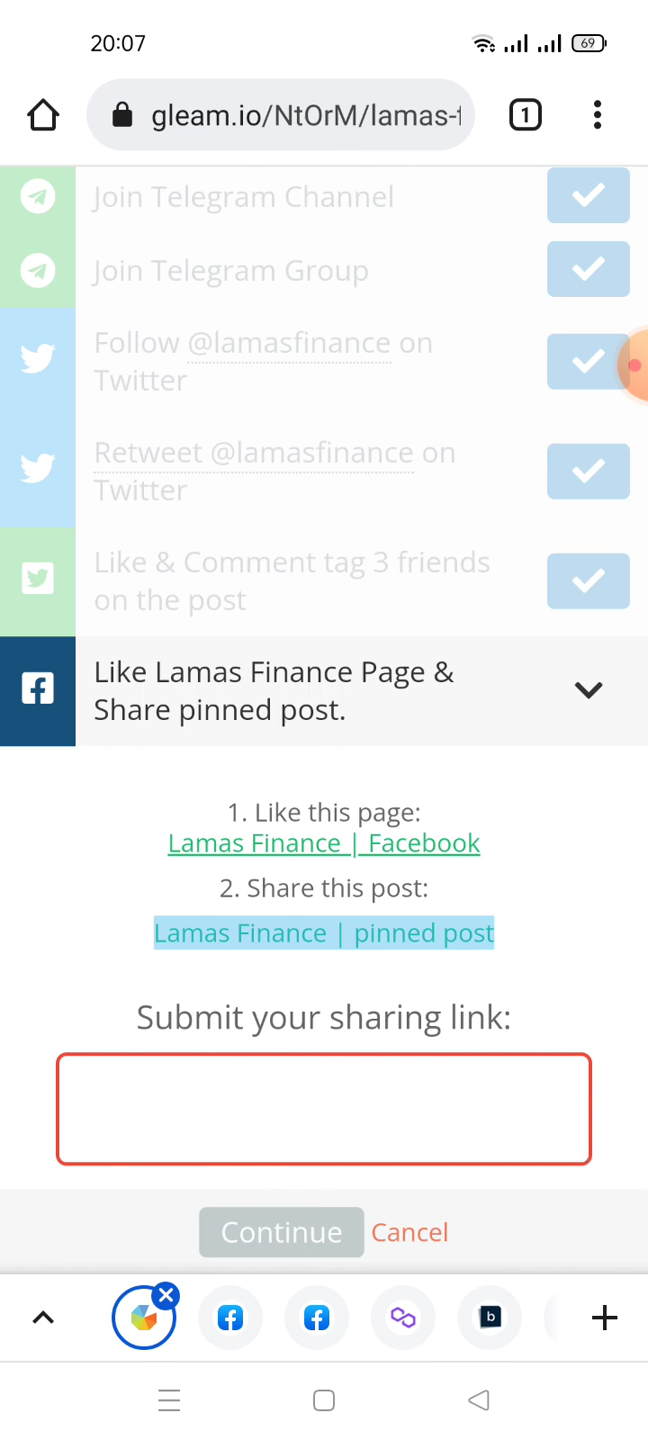 20:07
69
gleam.io/NtOrM/lamas-f
1
Join Telegram Channel
Join Telegram Group
Follow @lamasfinance on
Twitter
Retweet @lamasfinance on
Twitter
Like & Comment tag 3 friends
on the post
Like Lamas Finance Page &
Share pinned post.
1. Like this page:
Lamas Finance | Facebook
2. Share this post:
Lamas Finance | pinned post
Submit your sharing link:
Continue Cancel
b